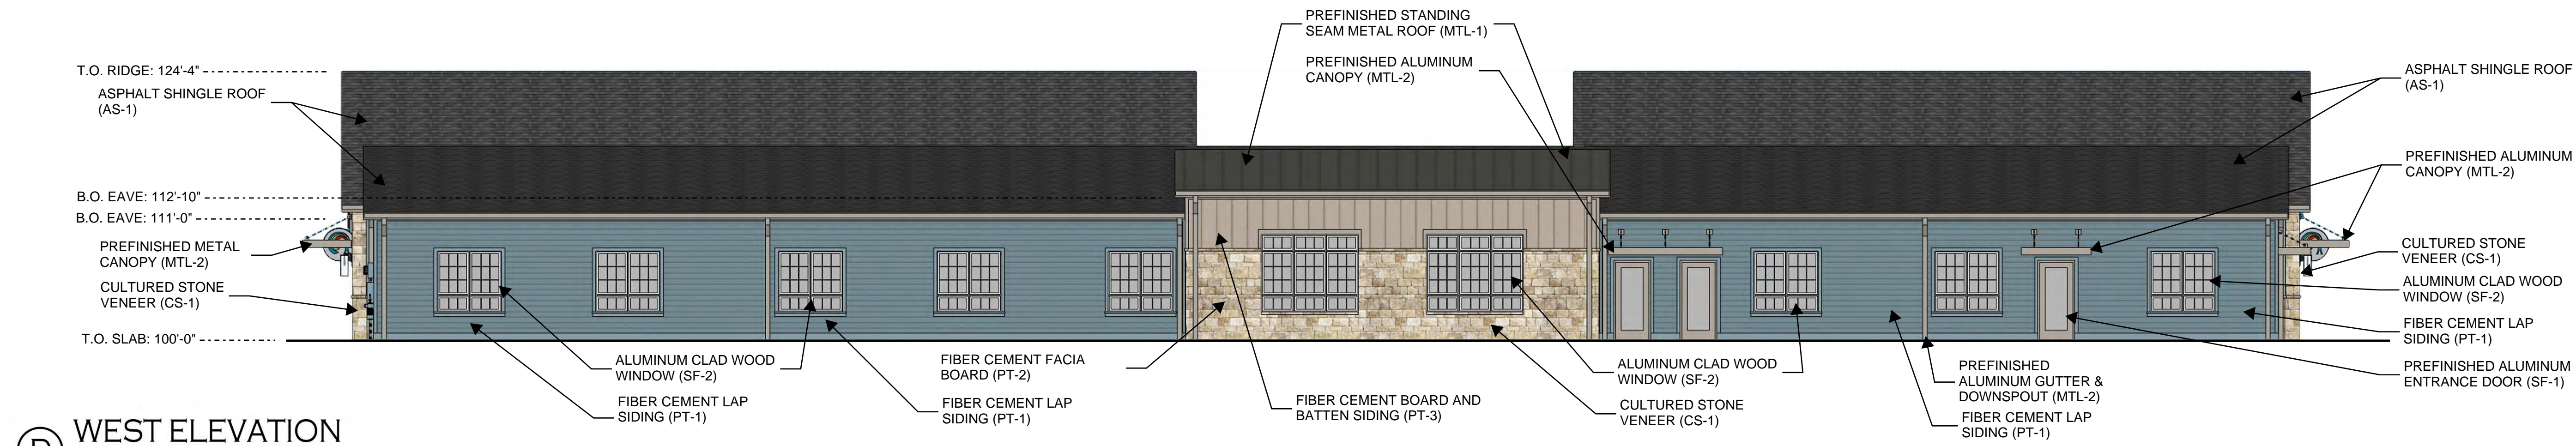 PREFINISHED STANDING
SEAM METAL ROOF (MTL-1)
PREFINISHED ALUMINUM
CANOPY (MTL-2)
T.O. RIDGE: 124'-4"
ASPHALT SHINGLE ROOF
(AS-1)
B.O. EAVE: 112'-10"
B.O. EAVE: 111'-0"
PREFINISHED METAL
CANOPY (MTL-2)
CULTURED STONE
VENEER (CS-1)
T.O. SLAB: 100'-0"
ALUMINUM CLAD WOOD
WINDOW (SF-2)
FIBER CEMENT LAP
SIDING (PT-1)
FIBER CEMENT FACIA
BOARD (PT-2)
FIBER CEMENT LAP
SIDING (PT-1)
FIBER CEMENT BOARD AND
BATTEN SIDING (PT-3)
ALUMINUM CLAD WOOD
WINDOW (SF-2)
CULTURED STONE
VENEER (CS-1)
PREFINISHED
ALUMINUM GUTTER &
DOWNSPOUT (MTL-2)
FIBER CEMENT LAP
SIDING (PT-1)
ASPHALT SHINGLE ROOF
(AS-1)
PREFINISHED ALUMINUM
CANOPY (MTL-2)
CULTURED STONE
VENEER (CS-1)
ALUMINUM CLAD WOOD
WINDOW (SF-2)
FIBER CEMENT LAP
SIDING (PT-1)
PREFINISHED ALUMINUM
ENTRANCE DOOR (SF-1)
WEST ELEVATION